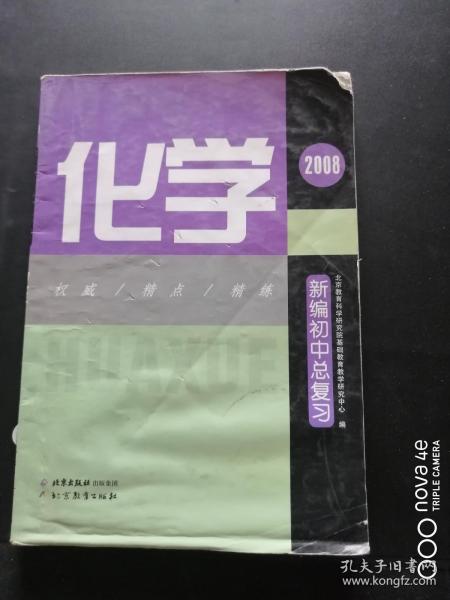 化学
2008
权威/精点/精练
新编初中总复习
北京教育科学研究院基础教育教学研究中心 编
北京出版社出版集团
北京教育出版社
nova4e
TRIPLE CAMERA
孔夫子旧书网
www.kongfz.com